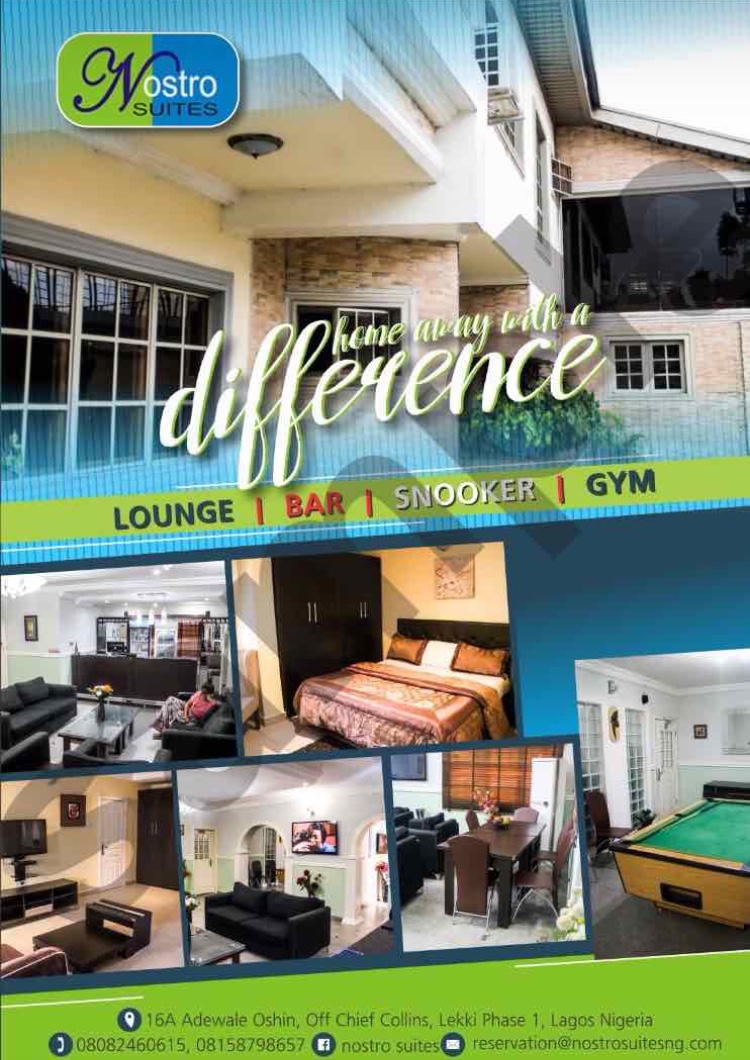 Nostro
SUITES
home away with a
difference
LOUNGE | BAR | SNOOKER | GYM
16A Adewale Oshin, Off Chief Collins, Lekki Phase 1, Lagos Nigeria
08082460615, 08158798657 nostro suites reservation@nostrosuitesng.com